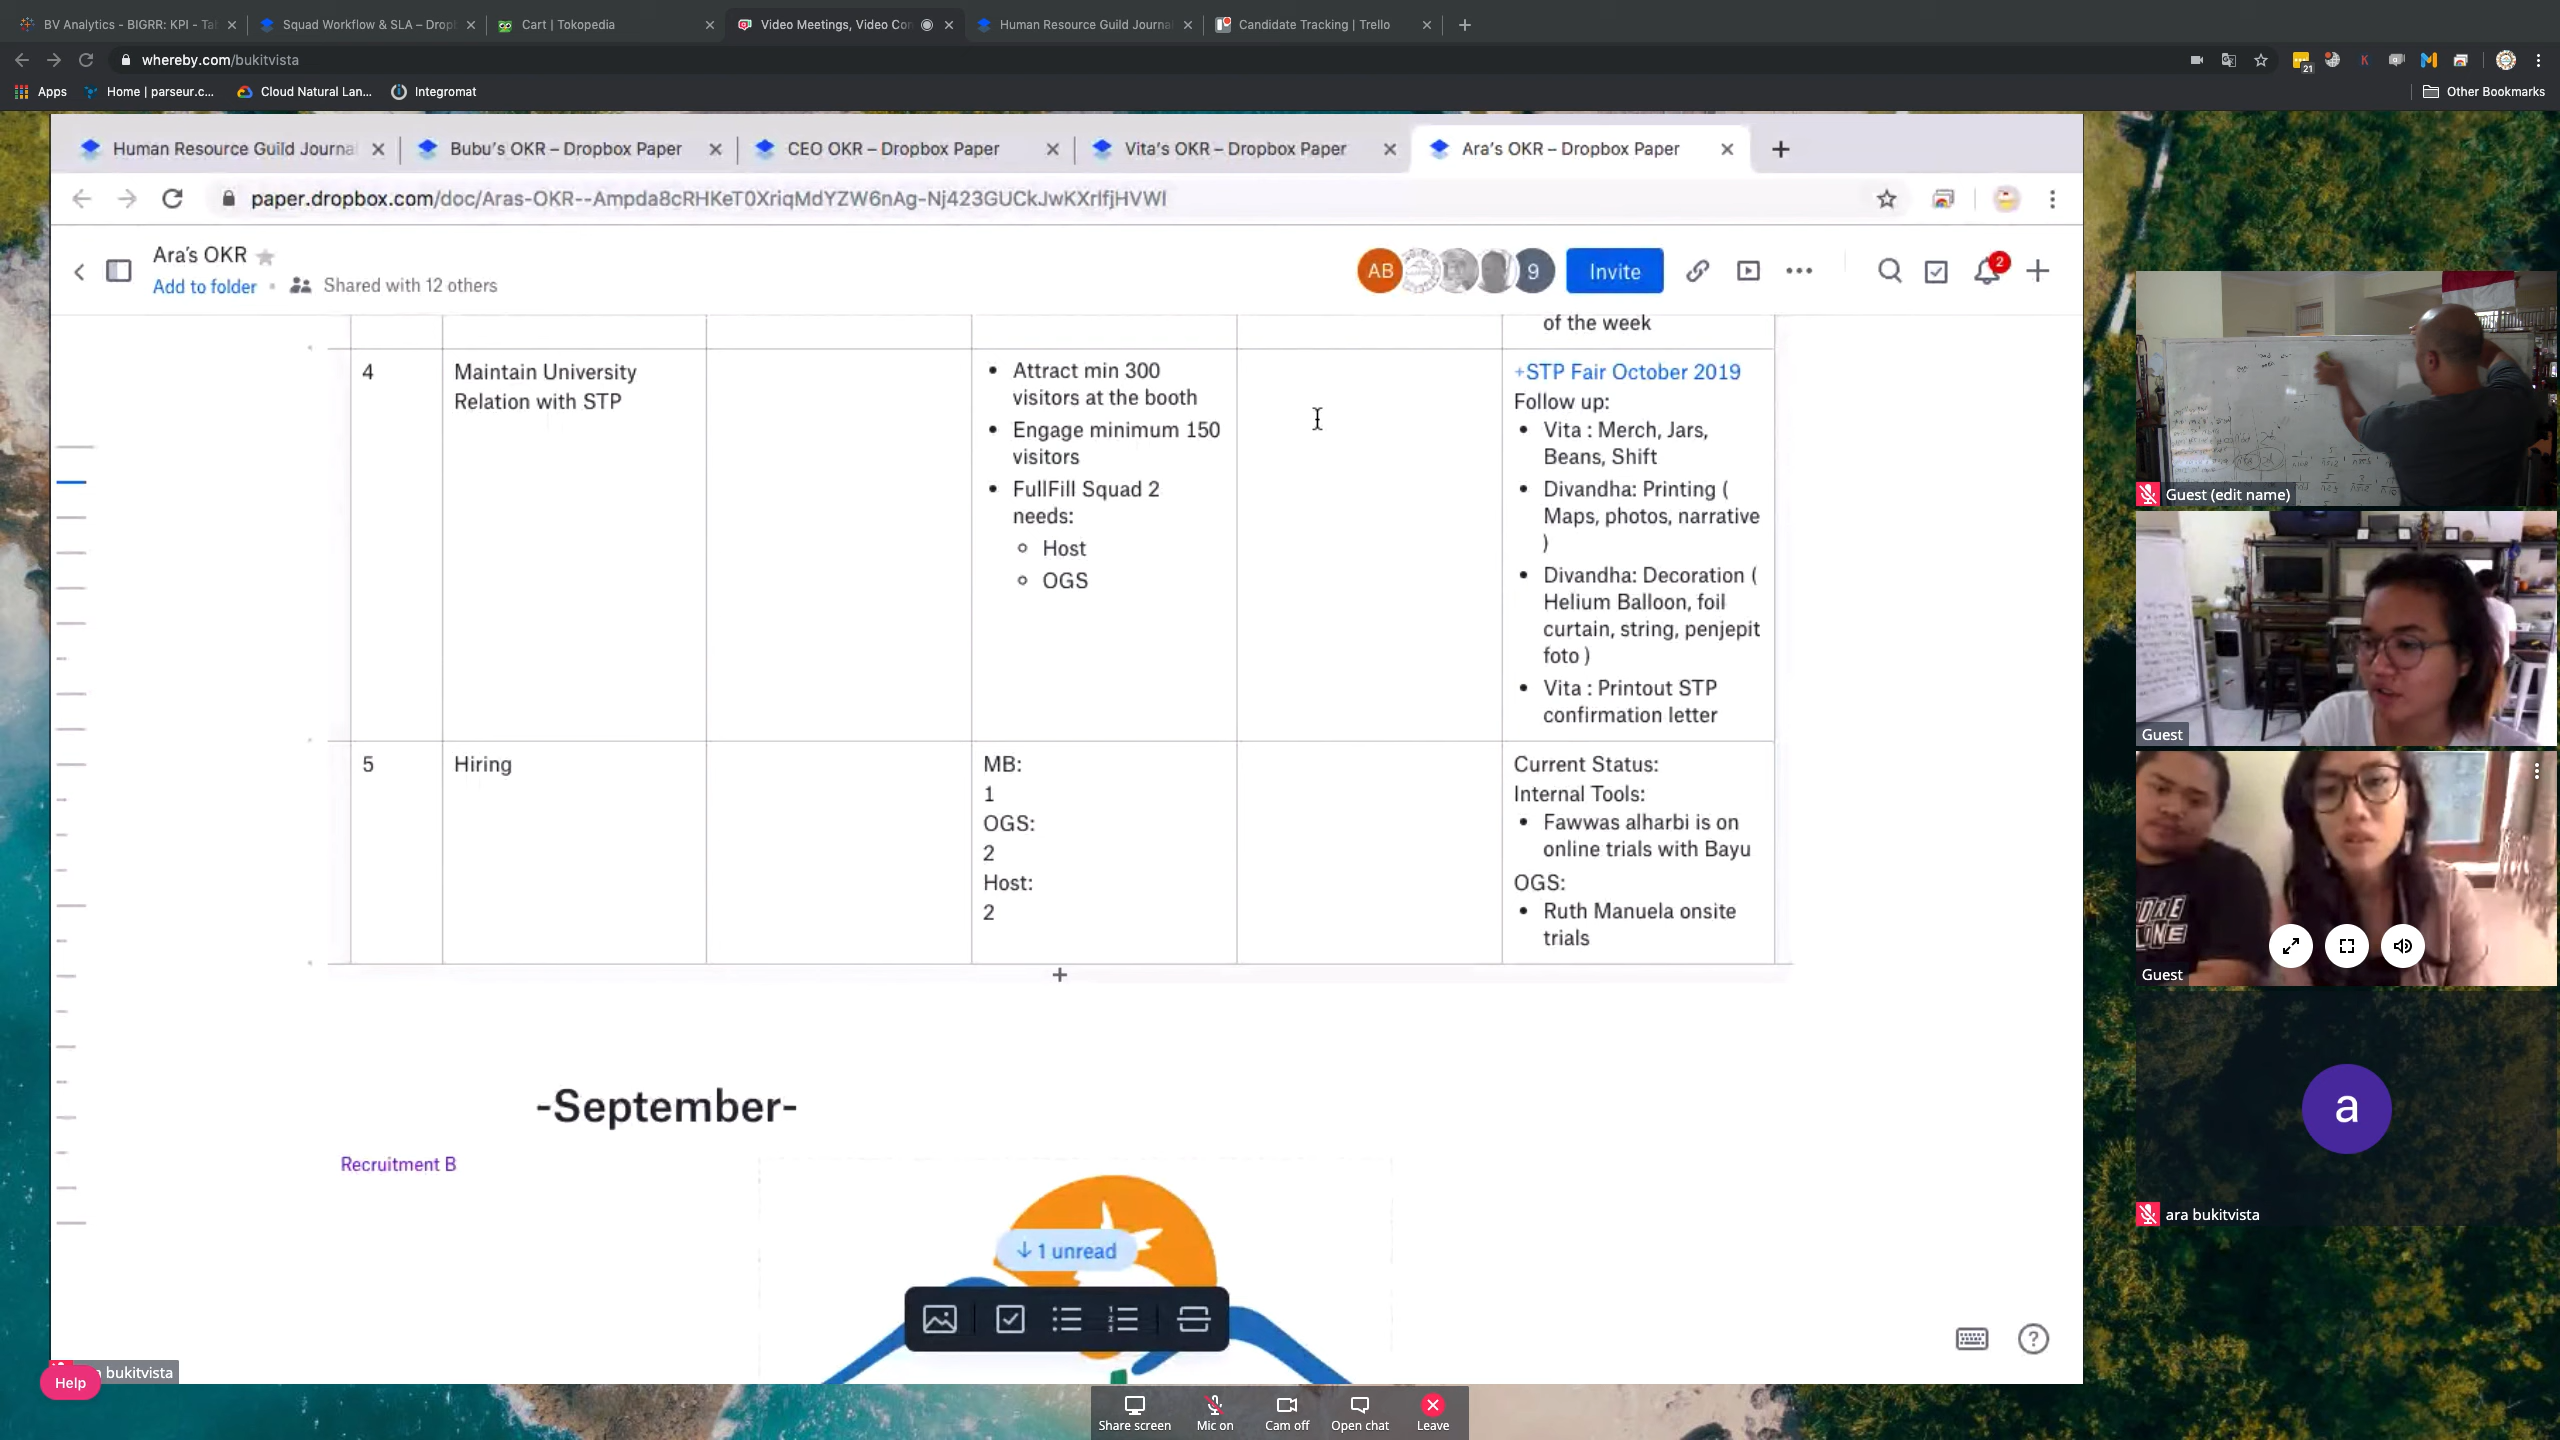 BV Analytics - BIGRR: KPI - Ta
Squad Workflow & SLA – Drop
Cart | Tokopedia
Video Meetings, Video Con
Human Resource Guild Journa
Candidate Tracking | Trello
whereby.com/bukitvista
21
Apps
Home | parseur.c...
Cloud Natural Lan...
Integromat
Other Bookmarks
Human Resource Guild Journa
Bubu's OKR – Dropbox Paper
CEO OKR – Dropbox Paper
Vita's OKR – Dropbox Paper
Ara's OKR – Dropbox Paper
paper.dropbox.com/doc/Aras-OKR--Ampda8cRHKeT0XriqMdYZW6nAg-Nj423GUCkJwKXrIfjHVWl
Ara's OKR
Add to folder
Shared with 12 others
AB
9
Invite
2
of the week
4
Maintain University
Relation with STP
• Attract min 300
visitors at the booth
• Engage minimum 150
visitors
• FullFill Squad 2
needs:
Host
OGS
+STP Fair October 2019
Follow up:
• Vita : Merch, Jars,
Beans, Shift
• Divandha: Printing (
Maps, photos, narrative
)
• Divandha: Decoration (
Helium Balloon, foil
curtain, string, penjepit
foto )
• Vita : Printout STP
confirmation letter
5
Hiring
MB:
1
OGS:
2
Host:
2
Current Status:
Internal Tools:
• Fawwas alharbi is on
online trials with Bayu
OGS:
• Ruth Manuela onsite
trials
-September-
Recruitment B
1 unread
Help
bukitvista
Share screen
Mic on
Cam off
Open chat
Leave
Guest (edit name)
Guest
Guest
a
ara bukitvista